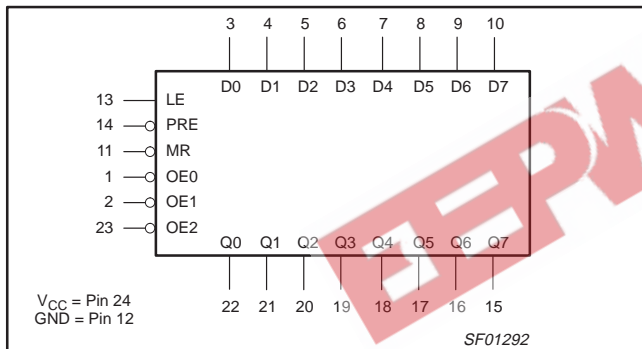 3 4 5 6 7 8 9 10
D0 D1 D2 D3 D4 D5 D6 D7
13 LE
14 PRE
11 MR
1 OE0
2 OE1
23 OE2
Q0 Q1 Q2 Q3 Q4 Q5 Q6 Q7
22 21 20 19 18 17 16 15
VCC = Pin 24
GND = Pin 12
SF01292
EEPW